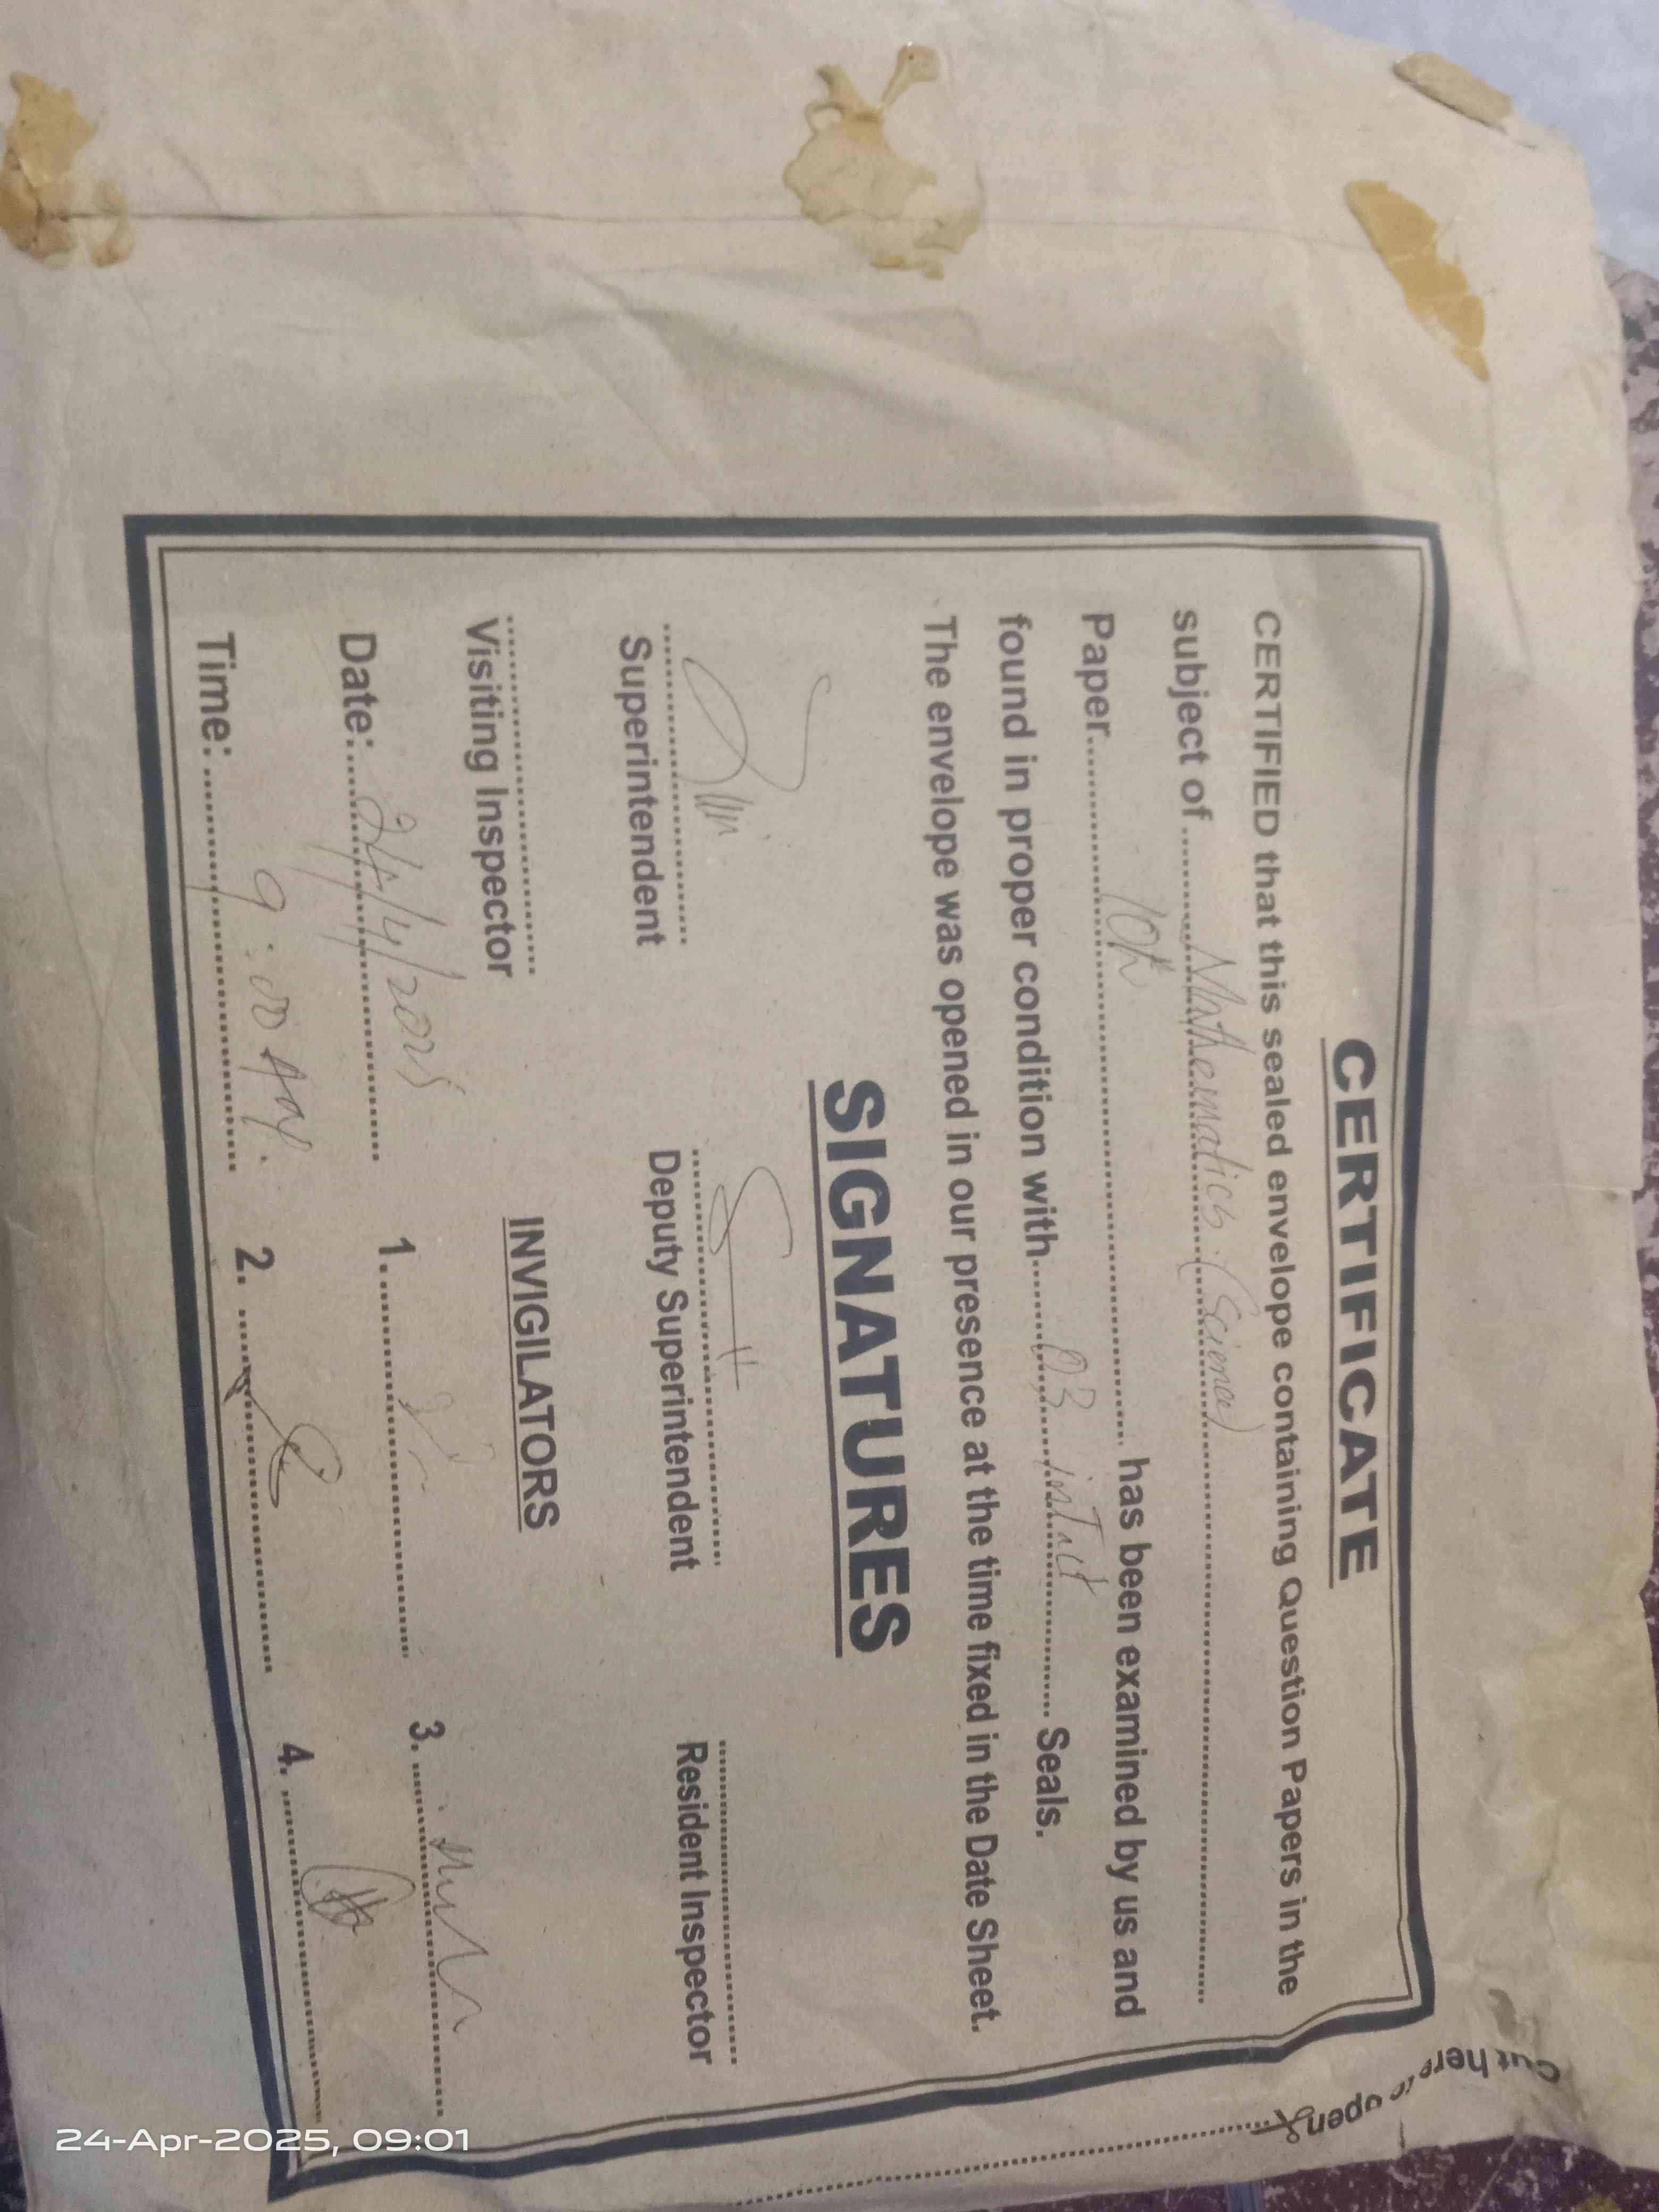 CERTIFICATE
CERTIFIED that this sealed envelope containing Question Papers in the
subject of Mathematics (Science)
Paper 10th has been examined by us and
found in proper condition with 03 intact Seals.
The envelope was opened in our presence at the time fixed in the Date Sheet.
SIGNATURES
Superintendent Deputy Superintendent Resident Inspector
Visiting Inspector
INVIGILATORS
Date: 24/4/2025 1. 3.
Time: 9:00 AM. 2. 4.
Cut here to open
24-Apr-2025, 09:01